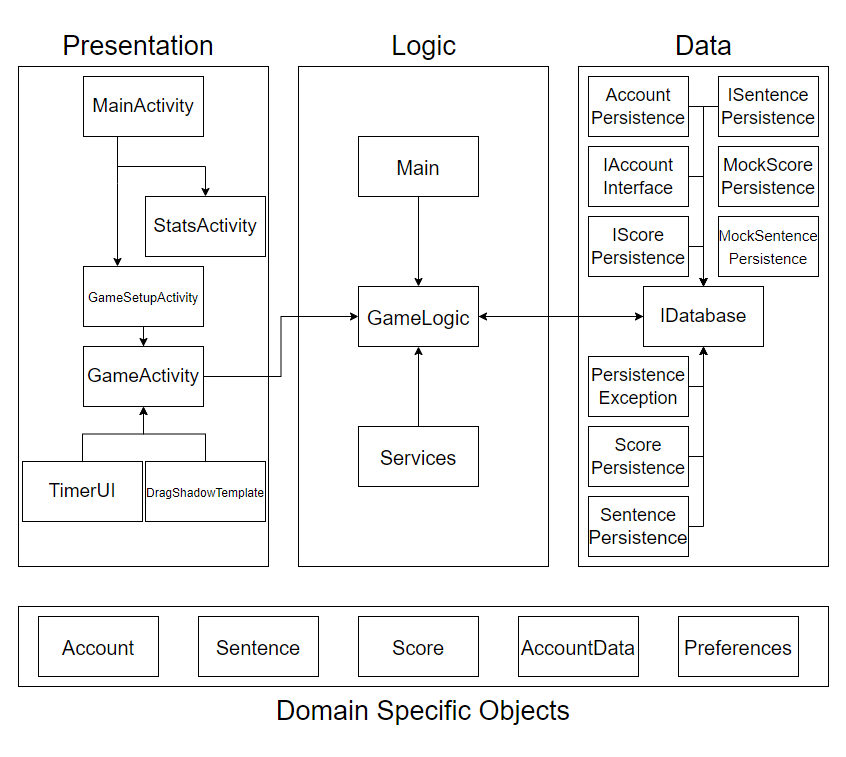 Presentation
Logic
Data
MainActivity
StatsActivity
GameSetupActivity
GameActivity
TimerUI
DragShadowTemplate
Main
GameLogic
Services
Account
Persistence
ISentence
Persistence
IAccount
Interface
MockScore
Persistence
IScore
Persistence
MockSentence
Persistence
IDatabase
Persistence
Exception
Score
Persistence
Sentence
Persistence
Account
Sentence
Score
AccountData
Preferences
Domain Specific Objects